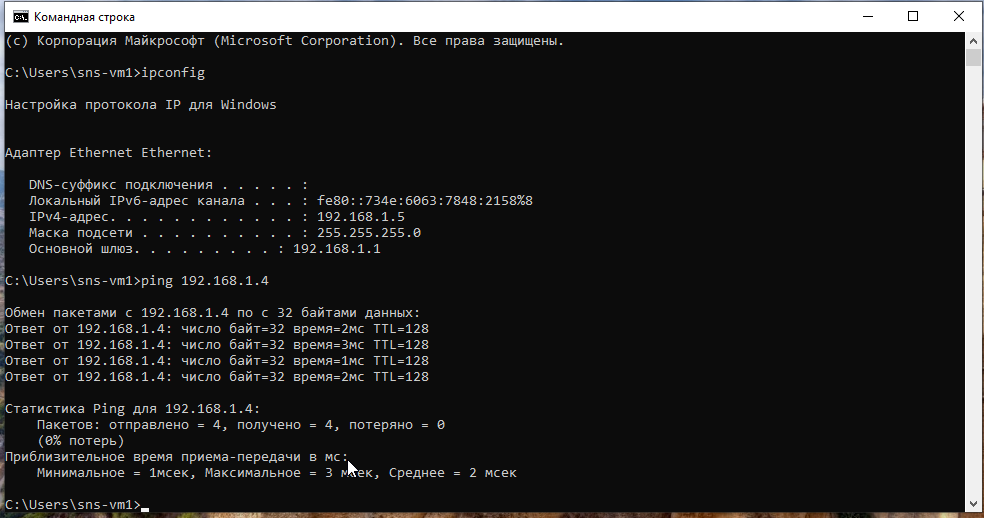 Командная строка
(c) Корпорация Майкрософт (Microsoft Corporation). Все права защищены.
C:\Users\sns-vm1>ipconfig
Настройка протокола IP для Windows
Адаптер Ethernet Ethernet:
DNS-суффикс подключения . . . . . :
Локальный IPv6-адрес канала . . . : fe80::734e:6063:7848:2158%8
IPv4-адрес. . . . . . . . . . . . : 192.168.1.5
Маска подсети . . . . . . . . . . : 255.255.255.0
Основной шлюз. . . . . . . . . : 192.168.1.1
C:\Users\sns-vm1>ping 192.168.1.4
Обмен пакетами с 192.168.1.4 по с 32 байтами данных:
Ответ от 192.168.1.4: число байт=32 время=2мс TTL=128
Ответ от 192.168.1.4: число байт=32 время=3мс TTL=128
Ответ от 192.168.1.4: число байт=32 время=1мс TTL=128
Ответ от 192.168.1.4: число байт=32 время=2мс TTL=128
Статистика Ping для 192.168.1.4:
Пакетов: отправлено = 4, получено = 4, потеряно = 0
(0% потерь)
Приблизительное время приема-передачи в мс:
Минимальное = 1мсек, Максимальное = 3 мсек, Среднее = 2 мсек
C:\Users\sns-vm1>